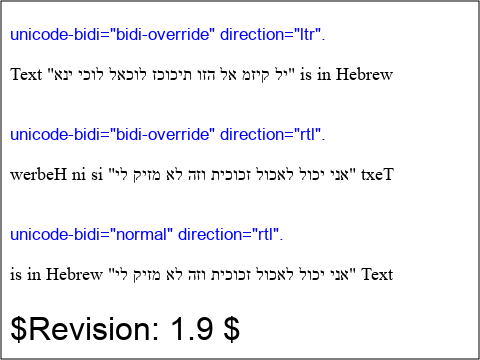 unicode-bidi="bidi-override" direction="ltr".
Text "יל קיזמ אל הזו תיכוכז לוכאל לוכי ינא" is in Hebrew
unicode-bidi="bidi-override" direction="rtl".
werbeH ni si "אני יכול לאכול זכוכית וזה לא מזיק לי" txeT
unicode-bidi="normal" direction="rtl".
is in Hebrew "אני יכול לאכול זכוכית וזה לא מזיק לי" Text
$Revision: 1.9 $